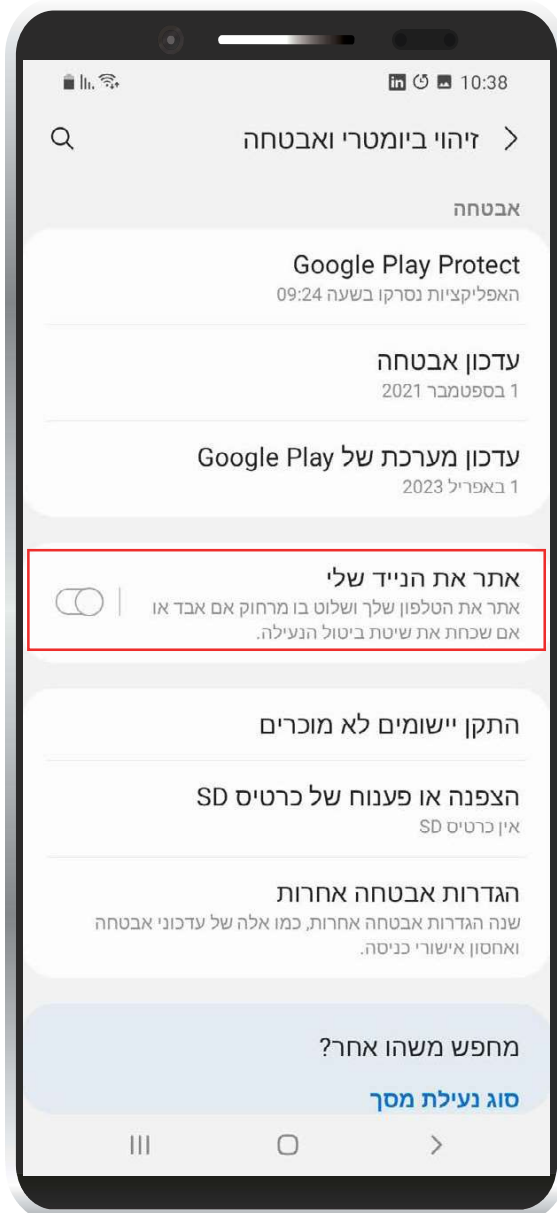 10:38
זיהוי ביומטרי ואבטחה
אבטחה
Google Play Protect
האפליקציות נסרקו בשעה 09:24
עדכון אבטחה
1 בספטמבר 2021
עדכון מערכת של Google Play
1 באפריל 2023
אתר את הנייד שלי
אתר את הטלפון שלך ושלוט בו מרחוק אם אבד או
אם שכחת את שיטת ביטול הנעילה.
התקן יישומים לא מוכרים
הצפנה או פענוח של כרטיס SD
אין כרטיס SD
הגדרות אבטחה אחרות
שנה הגדרות אבטחה אחרות, כמו אלה של עדכוני אבטחה
ואחסון אישורי כניסה.
מחפש משהו אחר?
סוג נעילת מסך